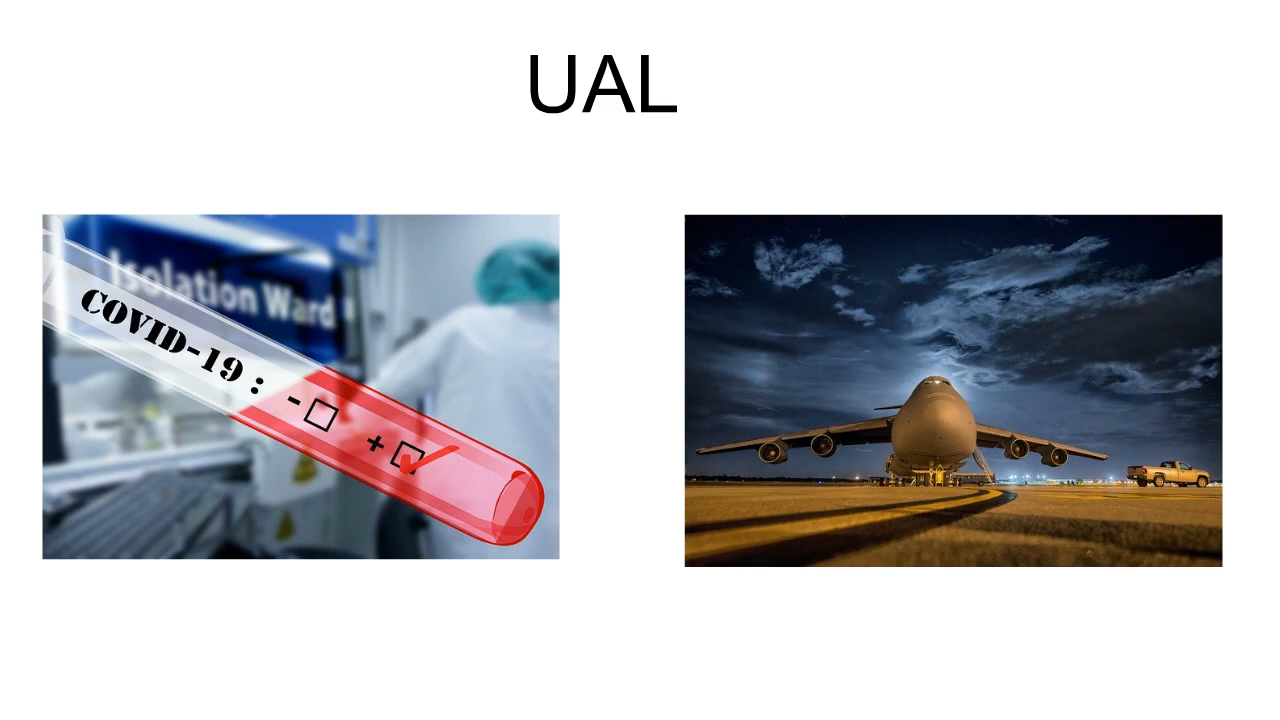 UAL
Isolation Ward
COVID-19 :
- ☐
+ ☑